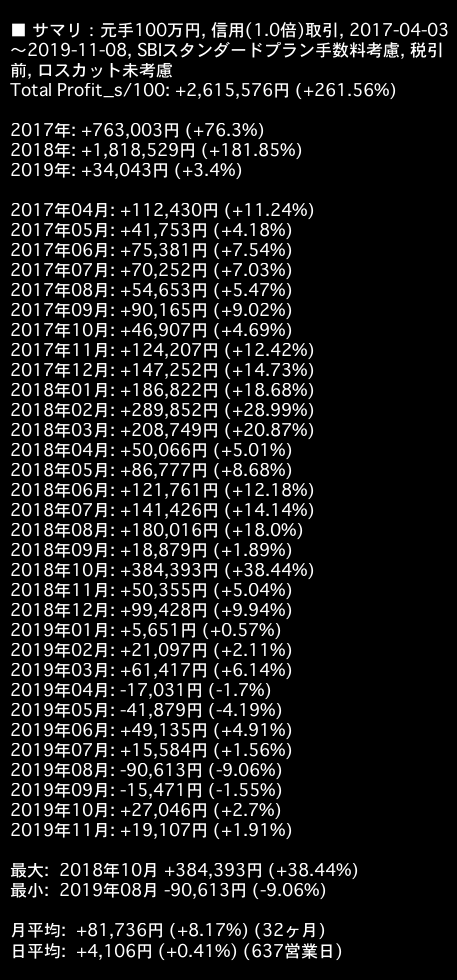 ■ サマリ：元手100万円, 信用(1.0倍)取引, 2017-04-03
〜2019-11-08, SBIスタンダードプラン手数料考慮, 税引
前, ロスカット未考慮
Total Profit_s/100: +2,615,576円 (+261.56%)
2017年: +763,003円 (+76.3%)
2018年: +1,818,529円 (+181.85%)
2019年: +34,043円 (+3.4%)
2017年04月: +112,430円 (+11.24%)
2017年05月: +41,753円 (+4.18%)
2017年06月: +75,381円 (+7.54%)
2017年07月: +70,252円 (+7.03%)
2017年08月: +54,653円 (+5.47%)
2017年09月: +90,165円 (+9.02%)
2017年10月: +46,907円 (+4.69%)
2017年11月: +124,207円 (+12.42%)
2017年12月: +147,252円 (+14.73%)
2018年01月: +186,822円 (+18.68%)
2018年02月: +289,852円 (+28.99%)
2018年03月: +208,749円 (+20.87%)
2018年04月: +50,066円 (+5.01%)
2018年05月: +86,777円 (+8.68%)
2018年06月: +121,761円 (+12.18%)
2018年07月: +141,426円 (+14.14%)
2018年08月: +180,016円 (+18.0%)
2018年09月: +18,879円 (+1.89%)
2018年10月: +384,393円 (+38.44%)
2018年11月: +50,355円 (+5.04%)
2018年12月: +99,428円 (+9.94%)
2019年01月: +5,651円 (+0.57%)
2019年02月: +21,097円 (+2.11%)
2019年03月: +61,417円 (+6.14%)
2019年04月: -17,031円 (-1.7%)
2019年05月: -41,879円 (-4.19%)
2019年06月: +49,135円 (+4.91%)
2019年07月: +15,584円 (+1.56%)
2019年08月: -90,613円 (-9.06%)
2019年09月: -15,471円 (-1.55%)
2019年10月: +27,046円 (+2.7%)
2019年11月: +19,107円 (+1.91%)
最大: 2018年10月 +384,393円 (+38.44%)
最小: 2019年08月 -90,613円 (-9.06%)
月平均: +81,736円 (+8.17%) (32ヶ月)
日平均: +4,106円 (+0.41%) (637営業日)